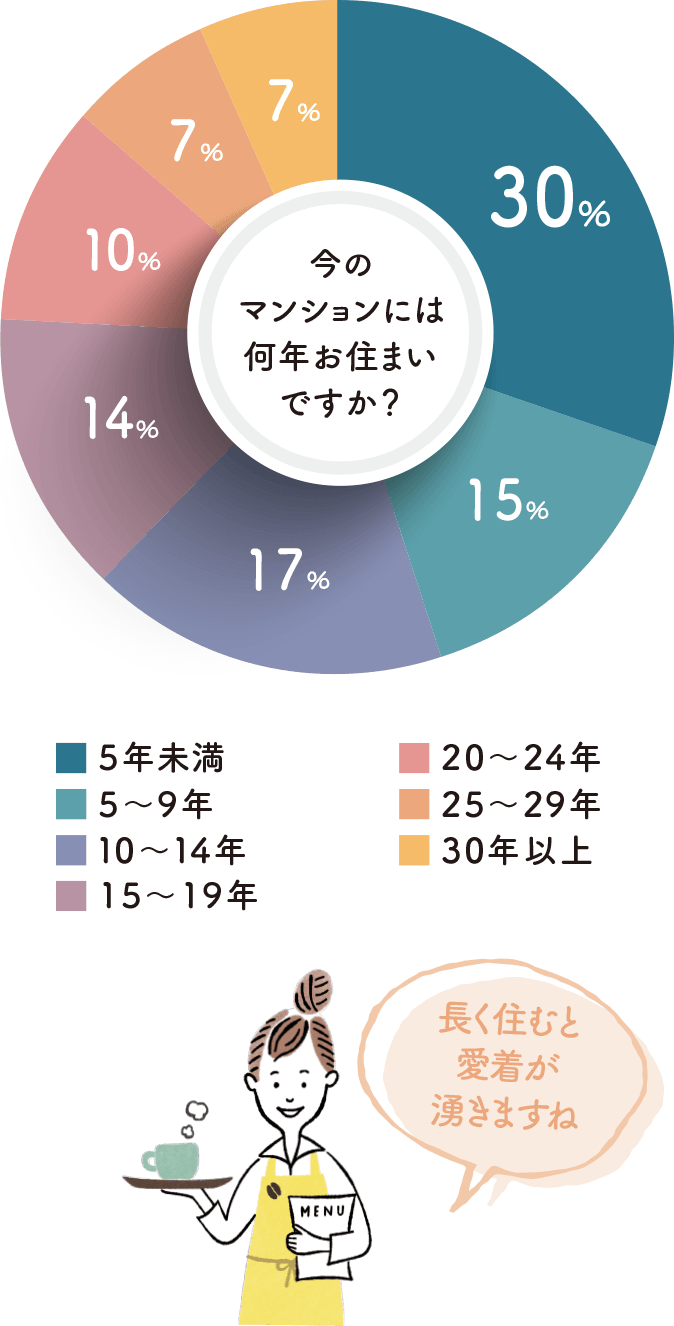 7%
7%
30%
10%
今の
マンションには
何年お住まい
ですか？
14%
15%
17%
5年未満
5～9年
10～14年
15～19年
20～24年
25～29年
30年以上
長く住むと
愛着が
湧きますね
MENU